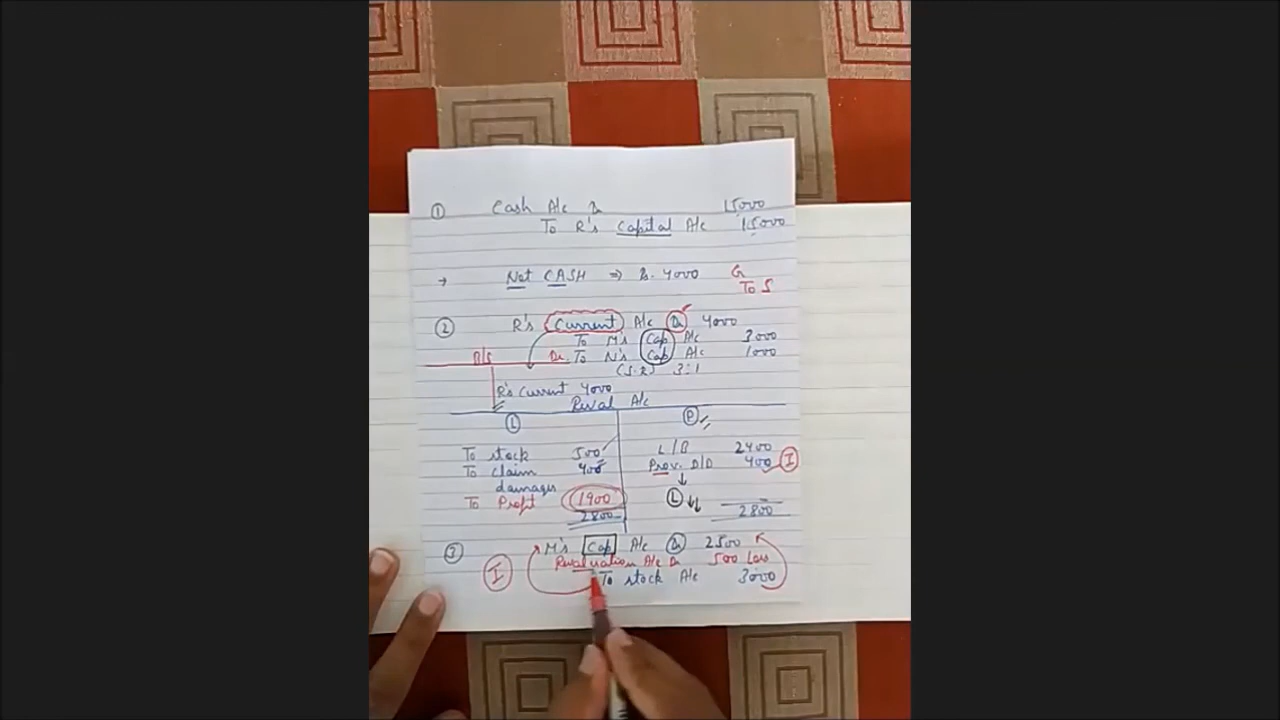 ① Cash A/c Dr 15000
To R's Capital A/c 15000
→ Net CASH ⇒ Rs. 4000 G
To S
② R's Current A/c Dr 4000
To M's Cap A/c 3000
B/S Dr. To N's Cap A/c 1000
(S.R) 3:1
R's Current 4000
Reval A/c
Ⓛ Ⓟ
To stock 500 L/B 2400
To claim 400 Prov. D/D 400 I
damages
To Profit 1900 Ⓛ
2800 2800
③ M's Cap A/c Dr 2500
I Revaluation A/c Dr 500 Loss
To stock A/c 3000